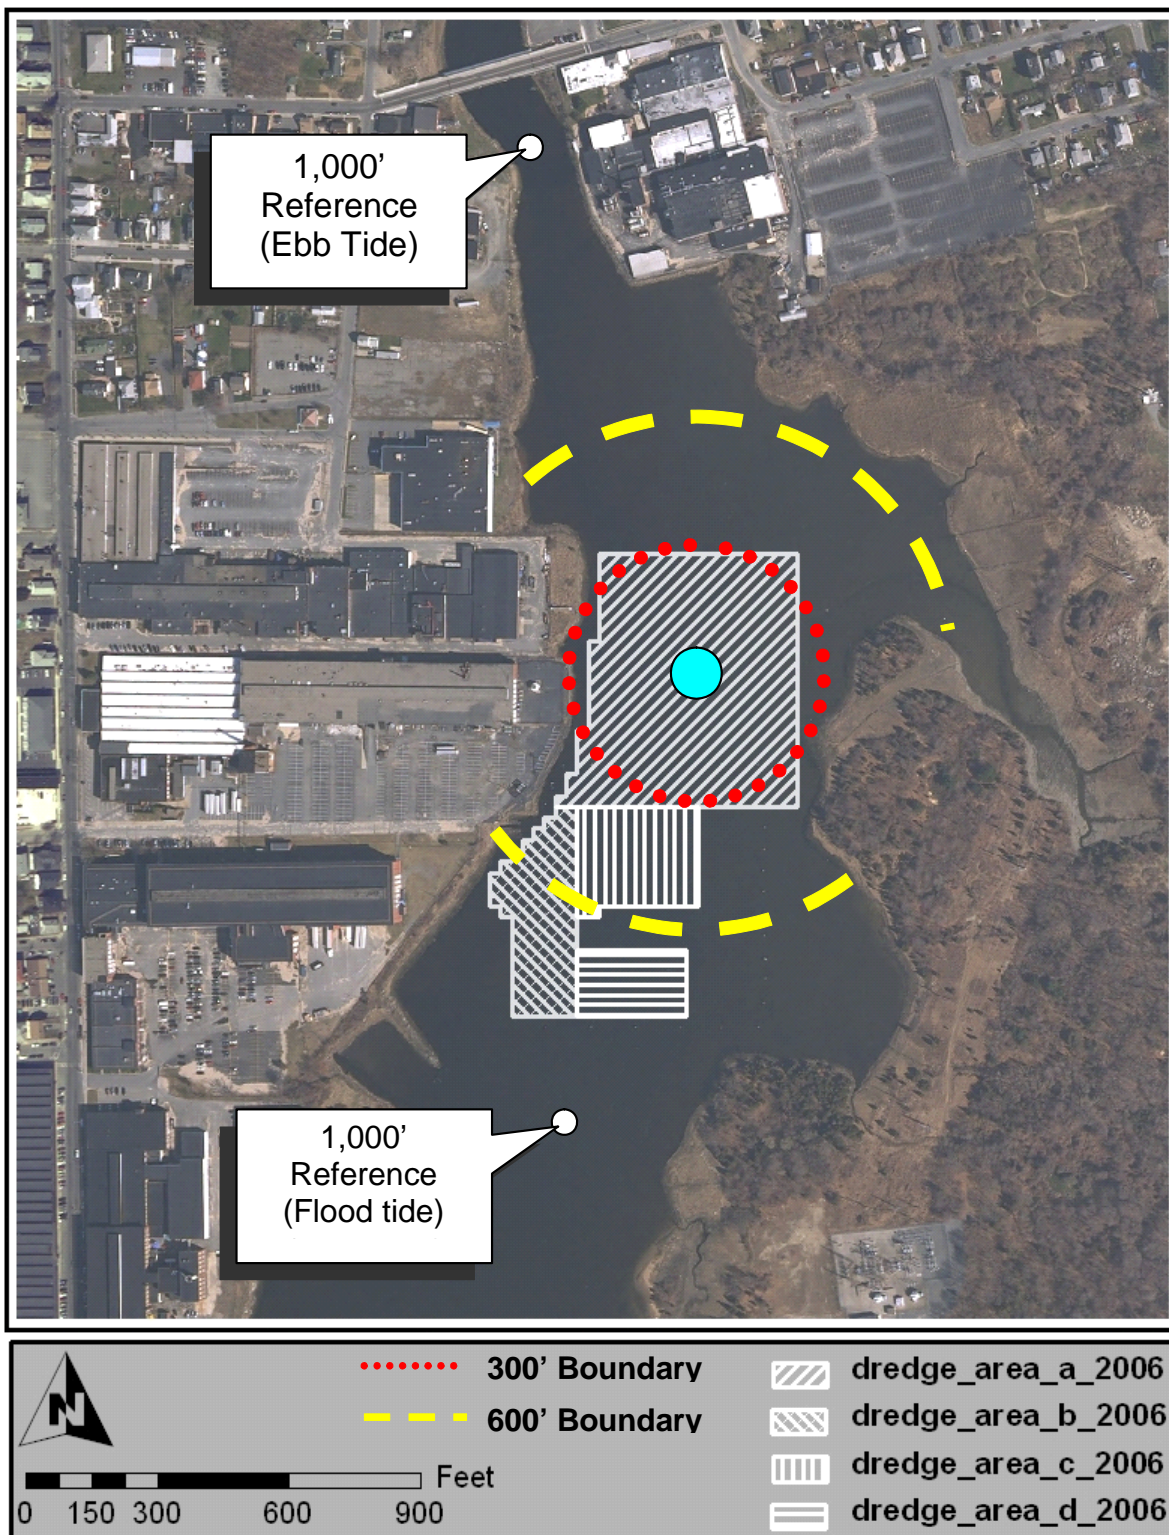 1,000’
Reference
(Ebb Tide)
1,000’
Reference
(Flood tide)
N
300’ Boundary
600’ Boundary
dredge_area_a_2006
dredge_area_b_2006
dredge_area_c_2006
dredge_area_d_2006
Feet
0 150 300 600 900